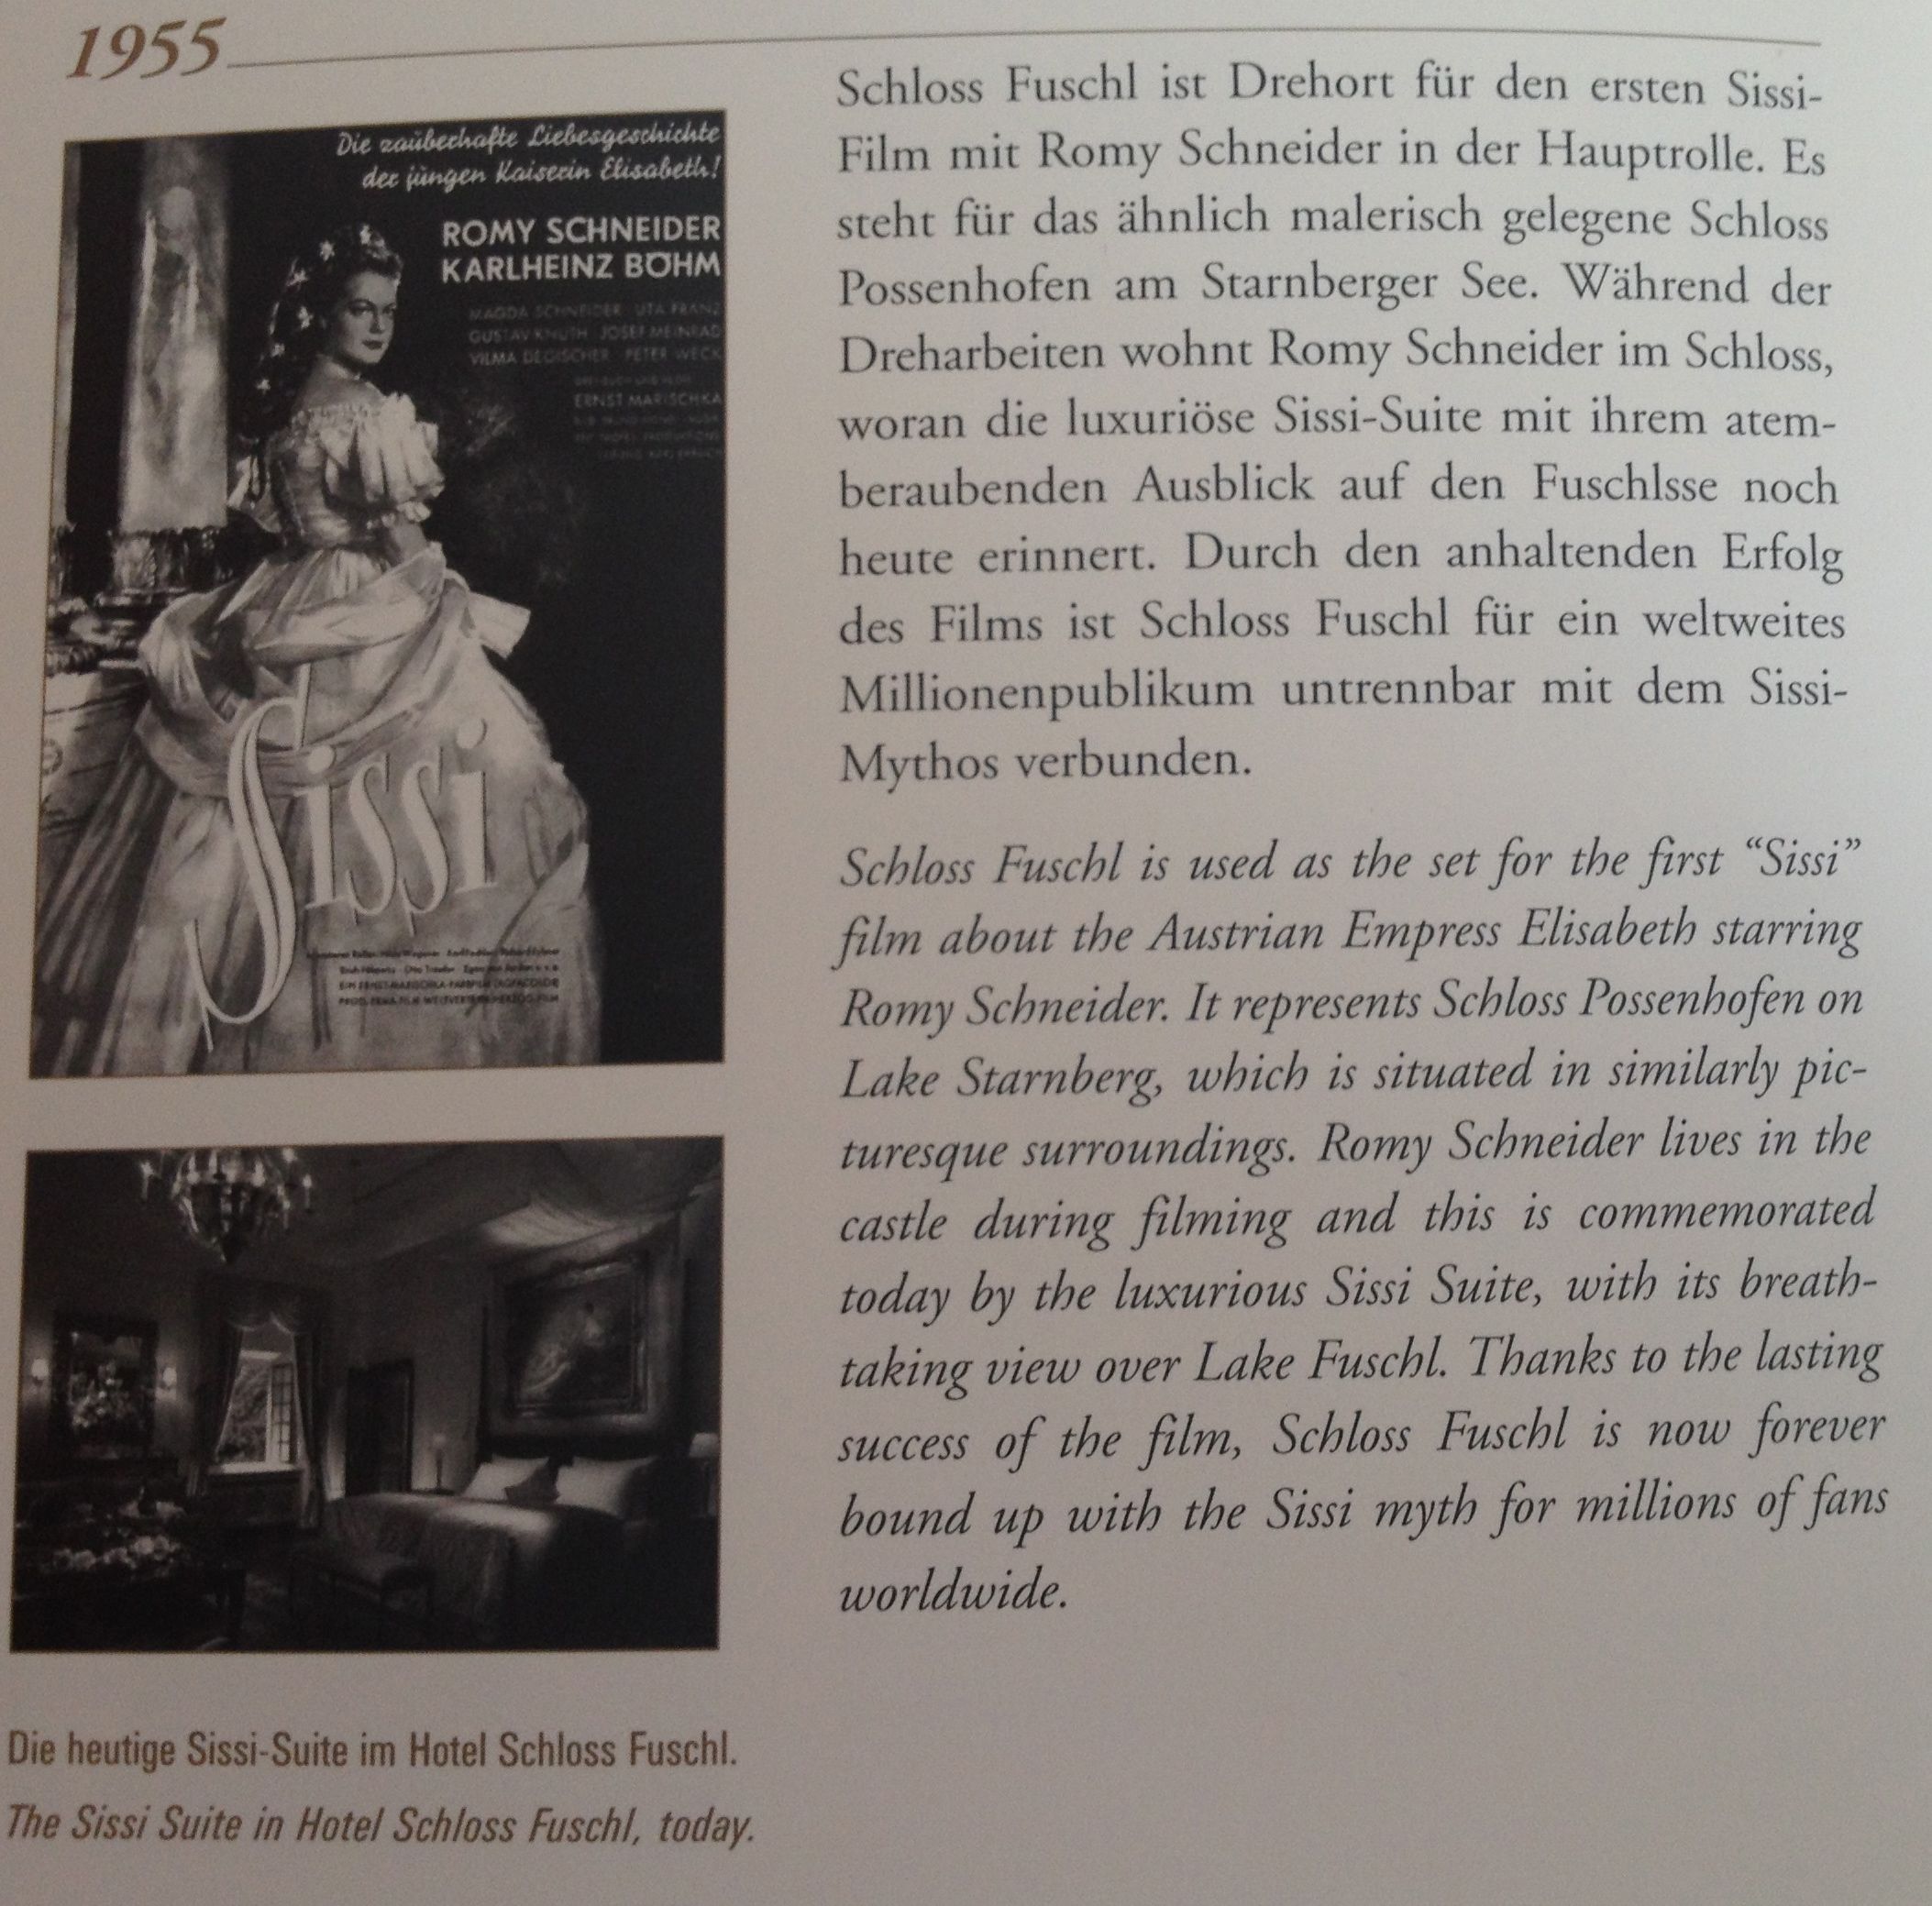 1955
Die zauberhafte Liebesgeschichte
der jungen Kaiserin Elisabeth!
ROMY SCHNEIDER
KARLHEINZ BÖHM
MAGDA SCHNEIDER · UTA FRANZ
GUSTAV KNUTH · JOSEF MEINRAD
VILMA DEGISCHER · PETER WECK
ERNST MARISCHKA
Sissi
Die heutige Sissi-Suite im Hotel Schloss Fuschl.
The Sissi Suite in Hotel Schloss Fuschl, today.
Schloss Fuschl ist Drehort für den ersten Sissi-
Film mit Romy Schneider in der Hauptrolle. Es
steht für das ähnlich malerisch gelegene Schloss
Possenhofen am Starnberger See. Während der
Dreharbeiten wohnt Romy Schneider im Schloss,
woran die luxuriöse Sissi-Suite mit ihrem atem-
beraubenden Ausblick auf den Fuschlsse noch
heute erinnert. Durch den anhaltenden Erfolg
des Films ist Schloss Fuschl für ein weltweites
Millionenpublikum untrennbar mit dem Sissi-
Mythos verbunden.
Schloss Fuschl is used as the set for the first “Sissi”
film about the Austrian Empress Elisabeth starring
Romy Schneider. It represents Schloss Possenhofen on
Lake Starnberg, which is situated in similarly pic-
turesque surroundings. Romy Schneider lives in the
castle during filming and this is commemorated
today by the luxurious Sissi Suite, with its breath-
taking view over Lake Fuschl. Thanks to the lasting
success of the film, Schloss Fuschl is now forever
bound up with the Sissi myth for millions of fans
worldwide.